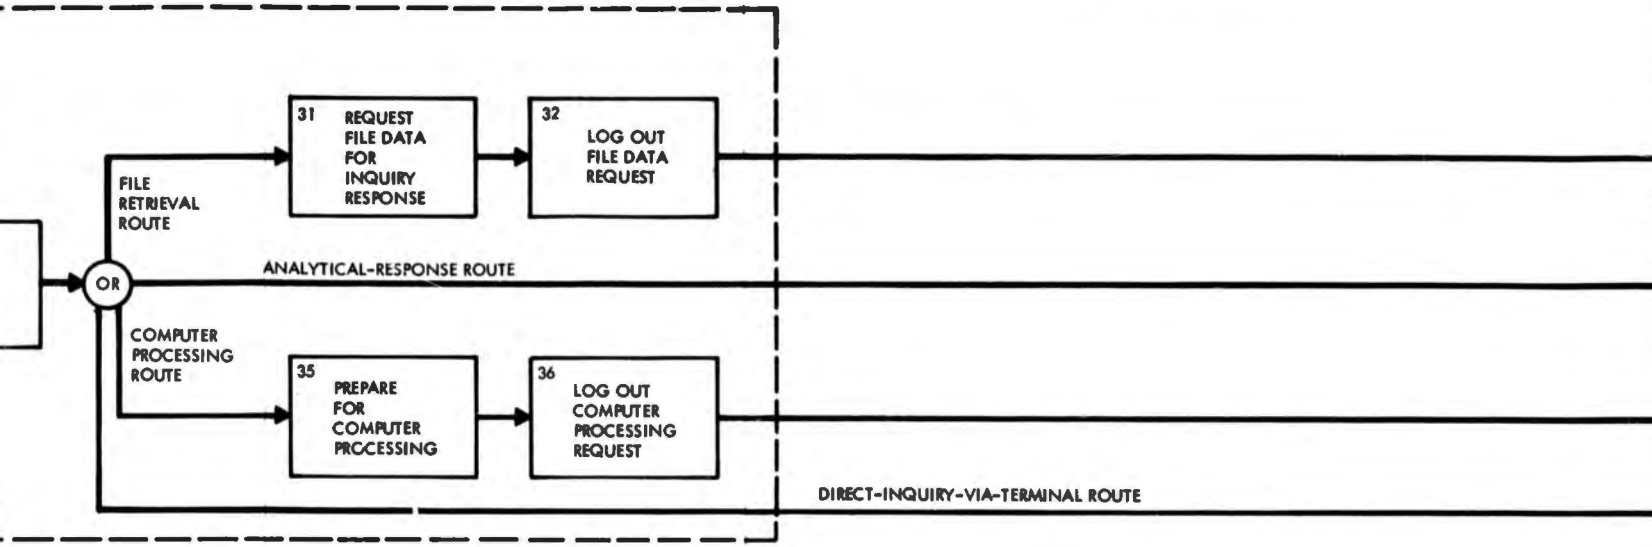 31
REQUEST
FILE DATA
FOR
INQUIRY
RESPONSE
32
LOG OUT
FILE DATA
REQUEST
FILE
RETRIEVAL
ROUTE
OR
ANALYTICAL-RESPONSE ROUTE
COMPUTER
PROCESSING
ROUTE
35
PREPARE
FOR
COMPUTER
PROCESSING
36
LOG OUT
COMPUTER
PROCESSING
REQUEST
DIRECT-INQUIRY-VIA-TERMINAL ROUTE